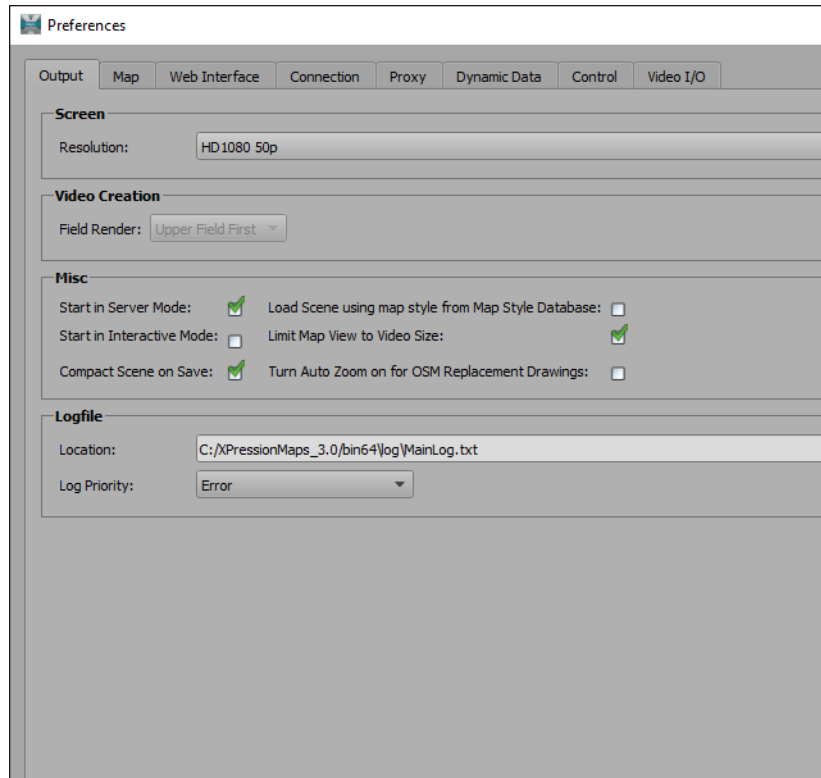 Preferences
Output Map Web Interface Connection Proxy Dynamic Data Control Video I/O
Screen
Resolution: HD1080 50p
Video Creation
Field Render: Upper Field First
Misc
Start in Server Mode: Load Scene using map style from Map Style Database:
Start in Interactive Mode: Limit Map View to Video Size:
Compact Scene on Save: Turn Auto Zoom on for OSM Replacement Drawings:
Logfile
Location: C:/XPressionMaps_3.0/bin64\log\MainLog.txt
Log Priority: Error